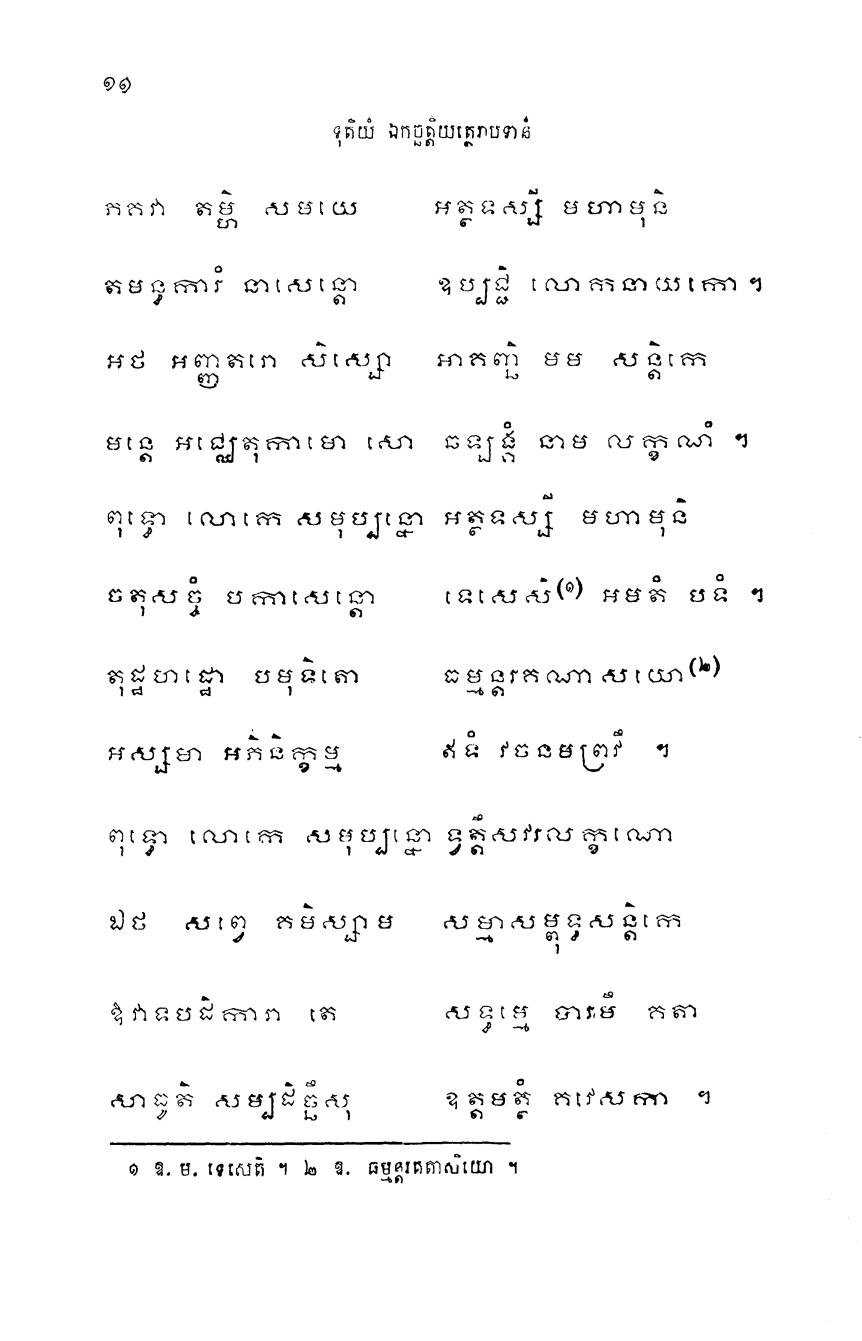 ១១
ទុតិយំ ឯកច្ឆត្តិយត្ថេរាបទានំ
ភគវា តម្ហិ សមយេ អត្ថទស្សី មហាមុនិ
តមន្ធការំ នាសេន្តោ ឧប្បជ្ជិ លោកនាយកោ ។
អថ អញ្ញតរោ សិស្សោ អាគញ្ឆិ មម សន្តិកេ
មន្តេ អជ្ឈេតុកាមោ សោ ឆឡ្បង្គំ នាម លក្ខណំ ។
ពុទ្ធោ លោកេ សមុប្បន្នោ អត្ថទស្សី មហាមុនិ
ចតុសច្ចំ បកាសេន្តោ ទេសេសិ(១) អមតំ បទំ ។
តុដ្ឋហដ្ឋោ បមុទិតោ ធម្មន្តរគណាសយោ(២)
អស្សមា អភិនិក្ខម្ម ឥទំ វចនមព្រវឹ ។
ពុទ្ធោ លោកេ សមុប្បន្នោ ទ្វត្តឹសវរលក្ខណោ
ឯថ សព្វេ គមិស្សាម សម្មាសម្ពុទ្ធសន្តិកេ
ឱវាទបដិការា តេ សទ្ធម្មេ បារមឹ គតា
សាធូតិ សម្បដិច្ឆឹសុ ឧត្តមត្ថំ គវេសកា ។
១ ឱ. ម. ទេសេតិ ។ ២ ឱ. ធម្មន្តរគតាសយោ ។